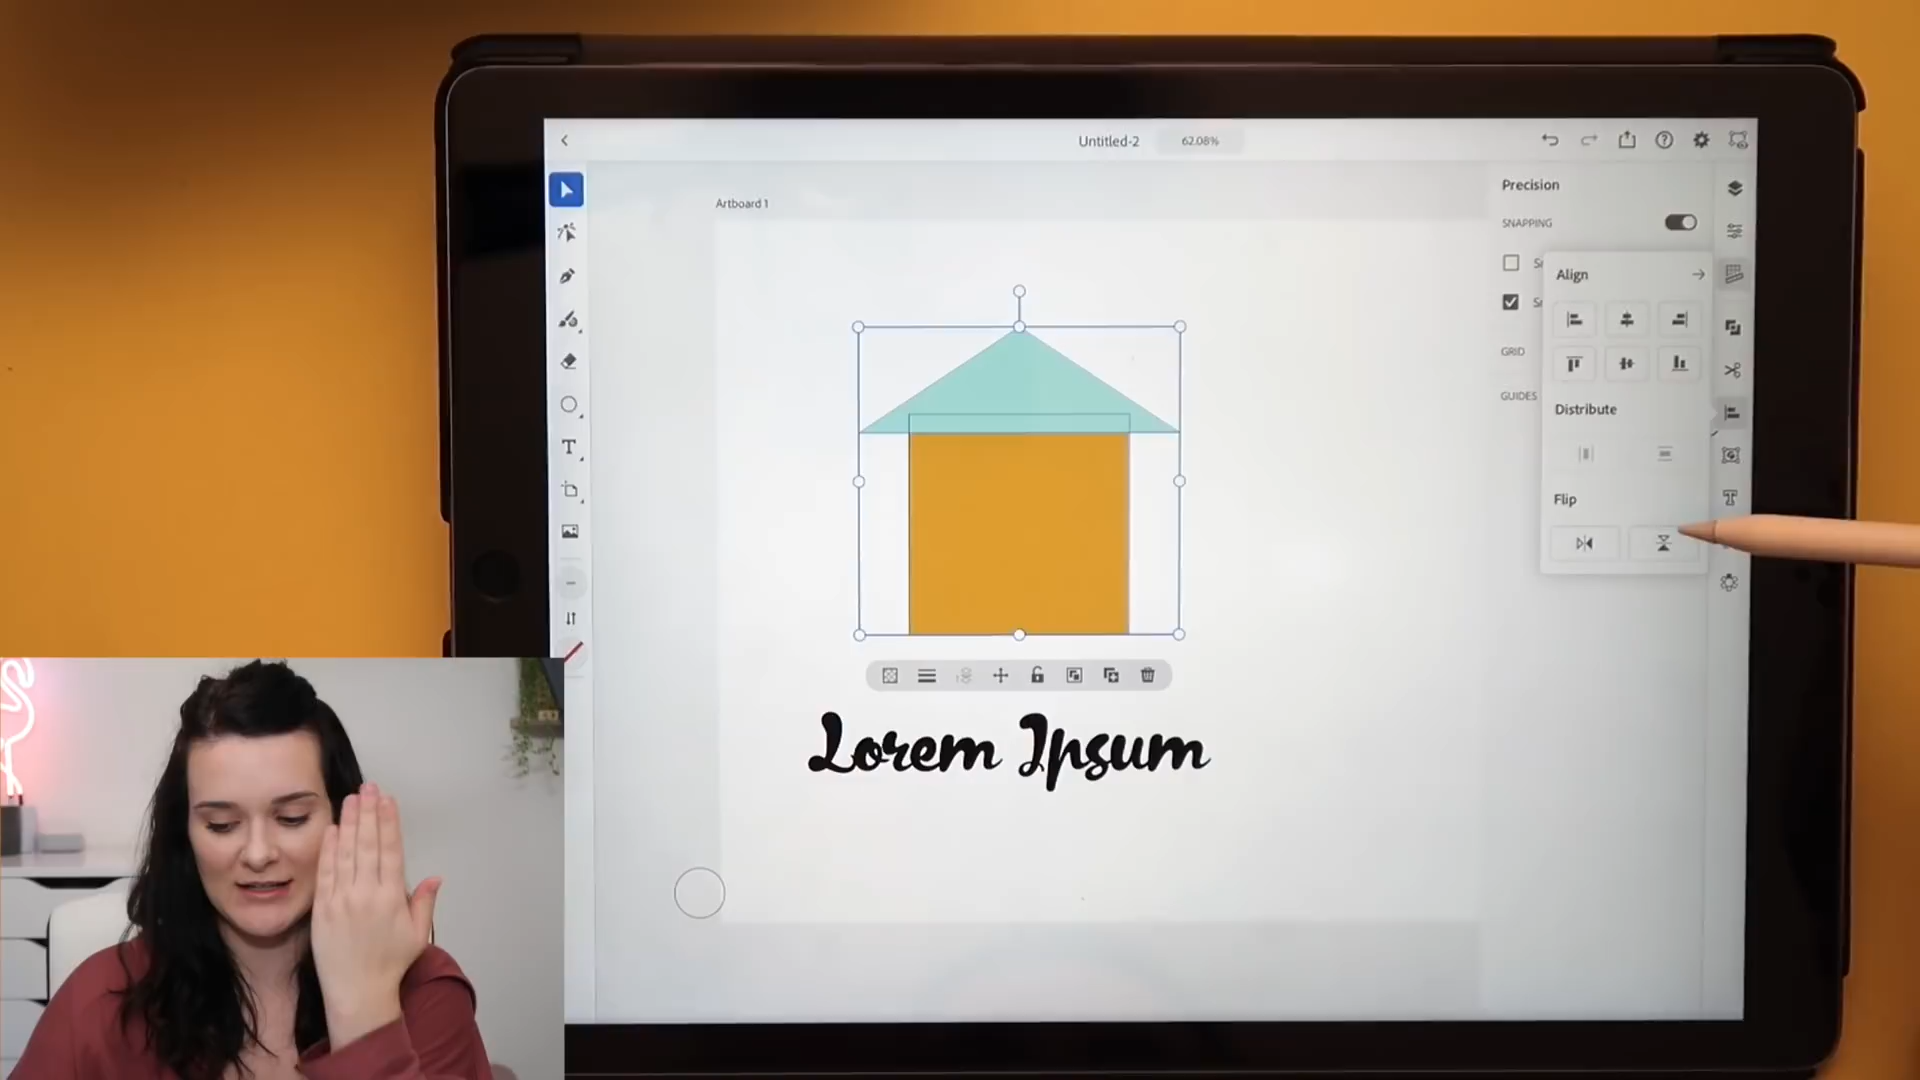 Untitled-2
62.08%
Precision
Artboard 1
SNAPPING
Align
GRID
GUIDES
Distribute
Flip
Lorem Ipsum